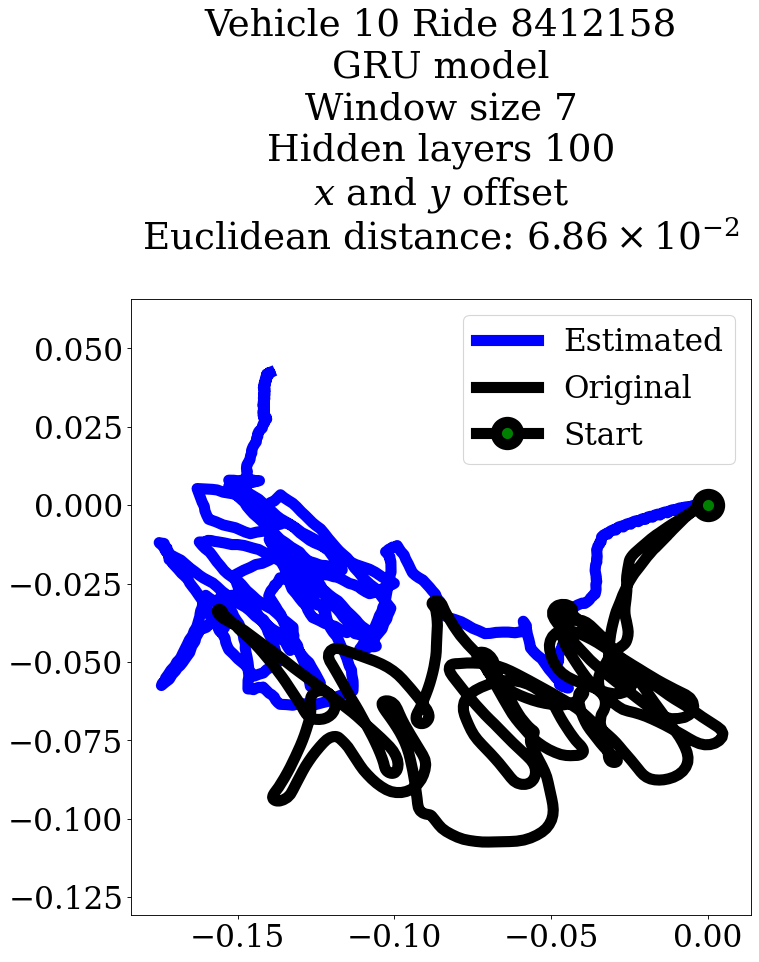 Vehicle 10 Ride 8412158
GRU model
Window size 7
Hidden layers 100
x and y offset
Euclidean distance: 6.86 × 10⁻²
Estimated
Original
Start
0.050
0.025
0.000
−0.025
−0.050
−0.075
−0.100
−0.125
−0.15 −0.10 −0.05 0.00